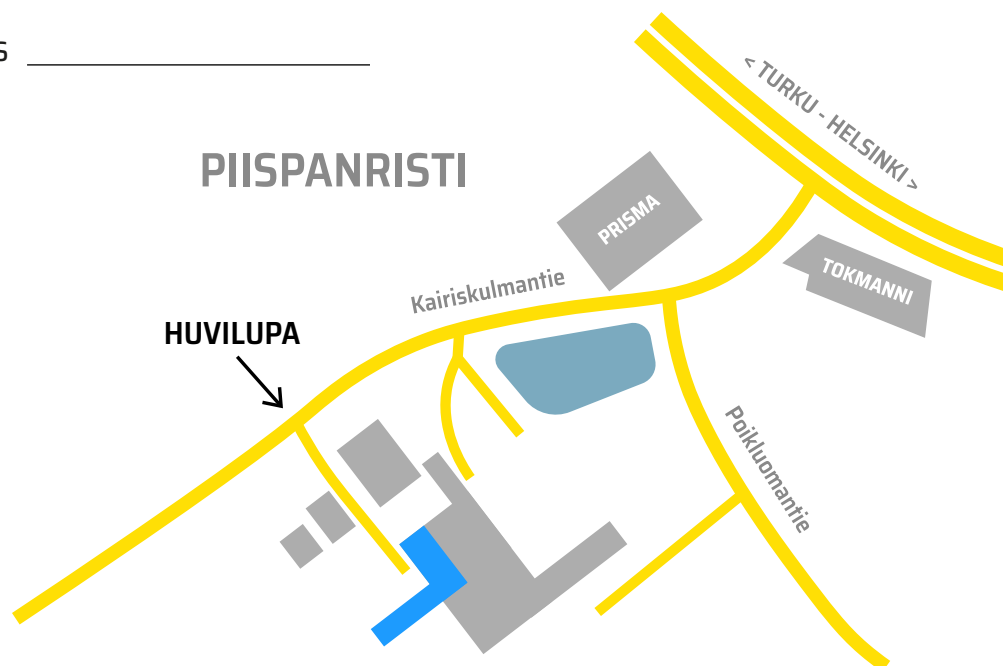 S
< TURKU - HELSINKI >
PIISPANRISTI
PRISMA
TOKMANNI
Kairiskulmantie
HUVILUPA
Poikluomantie